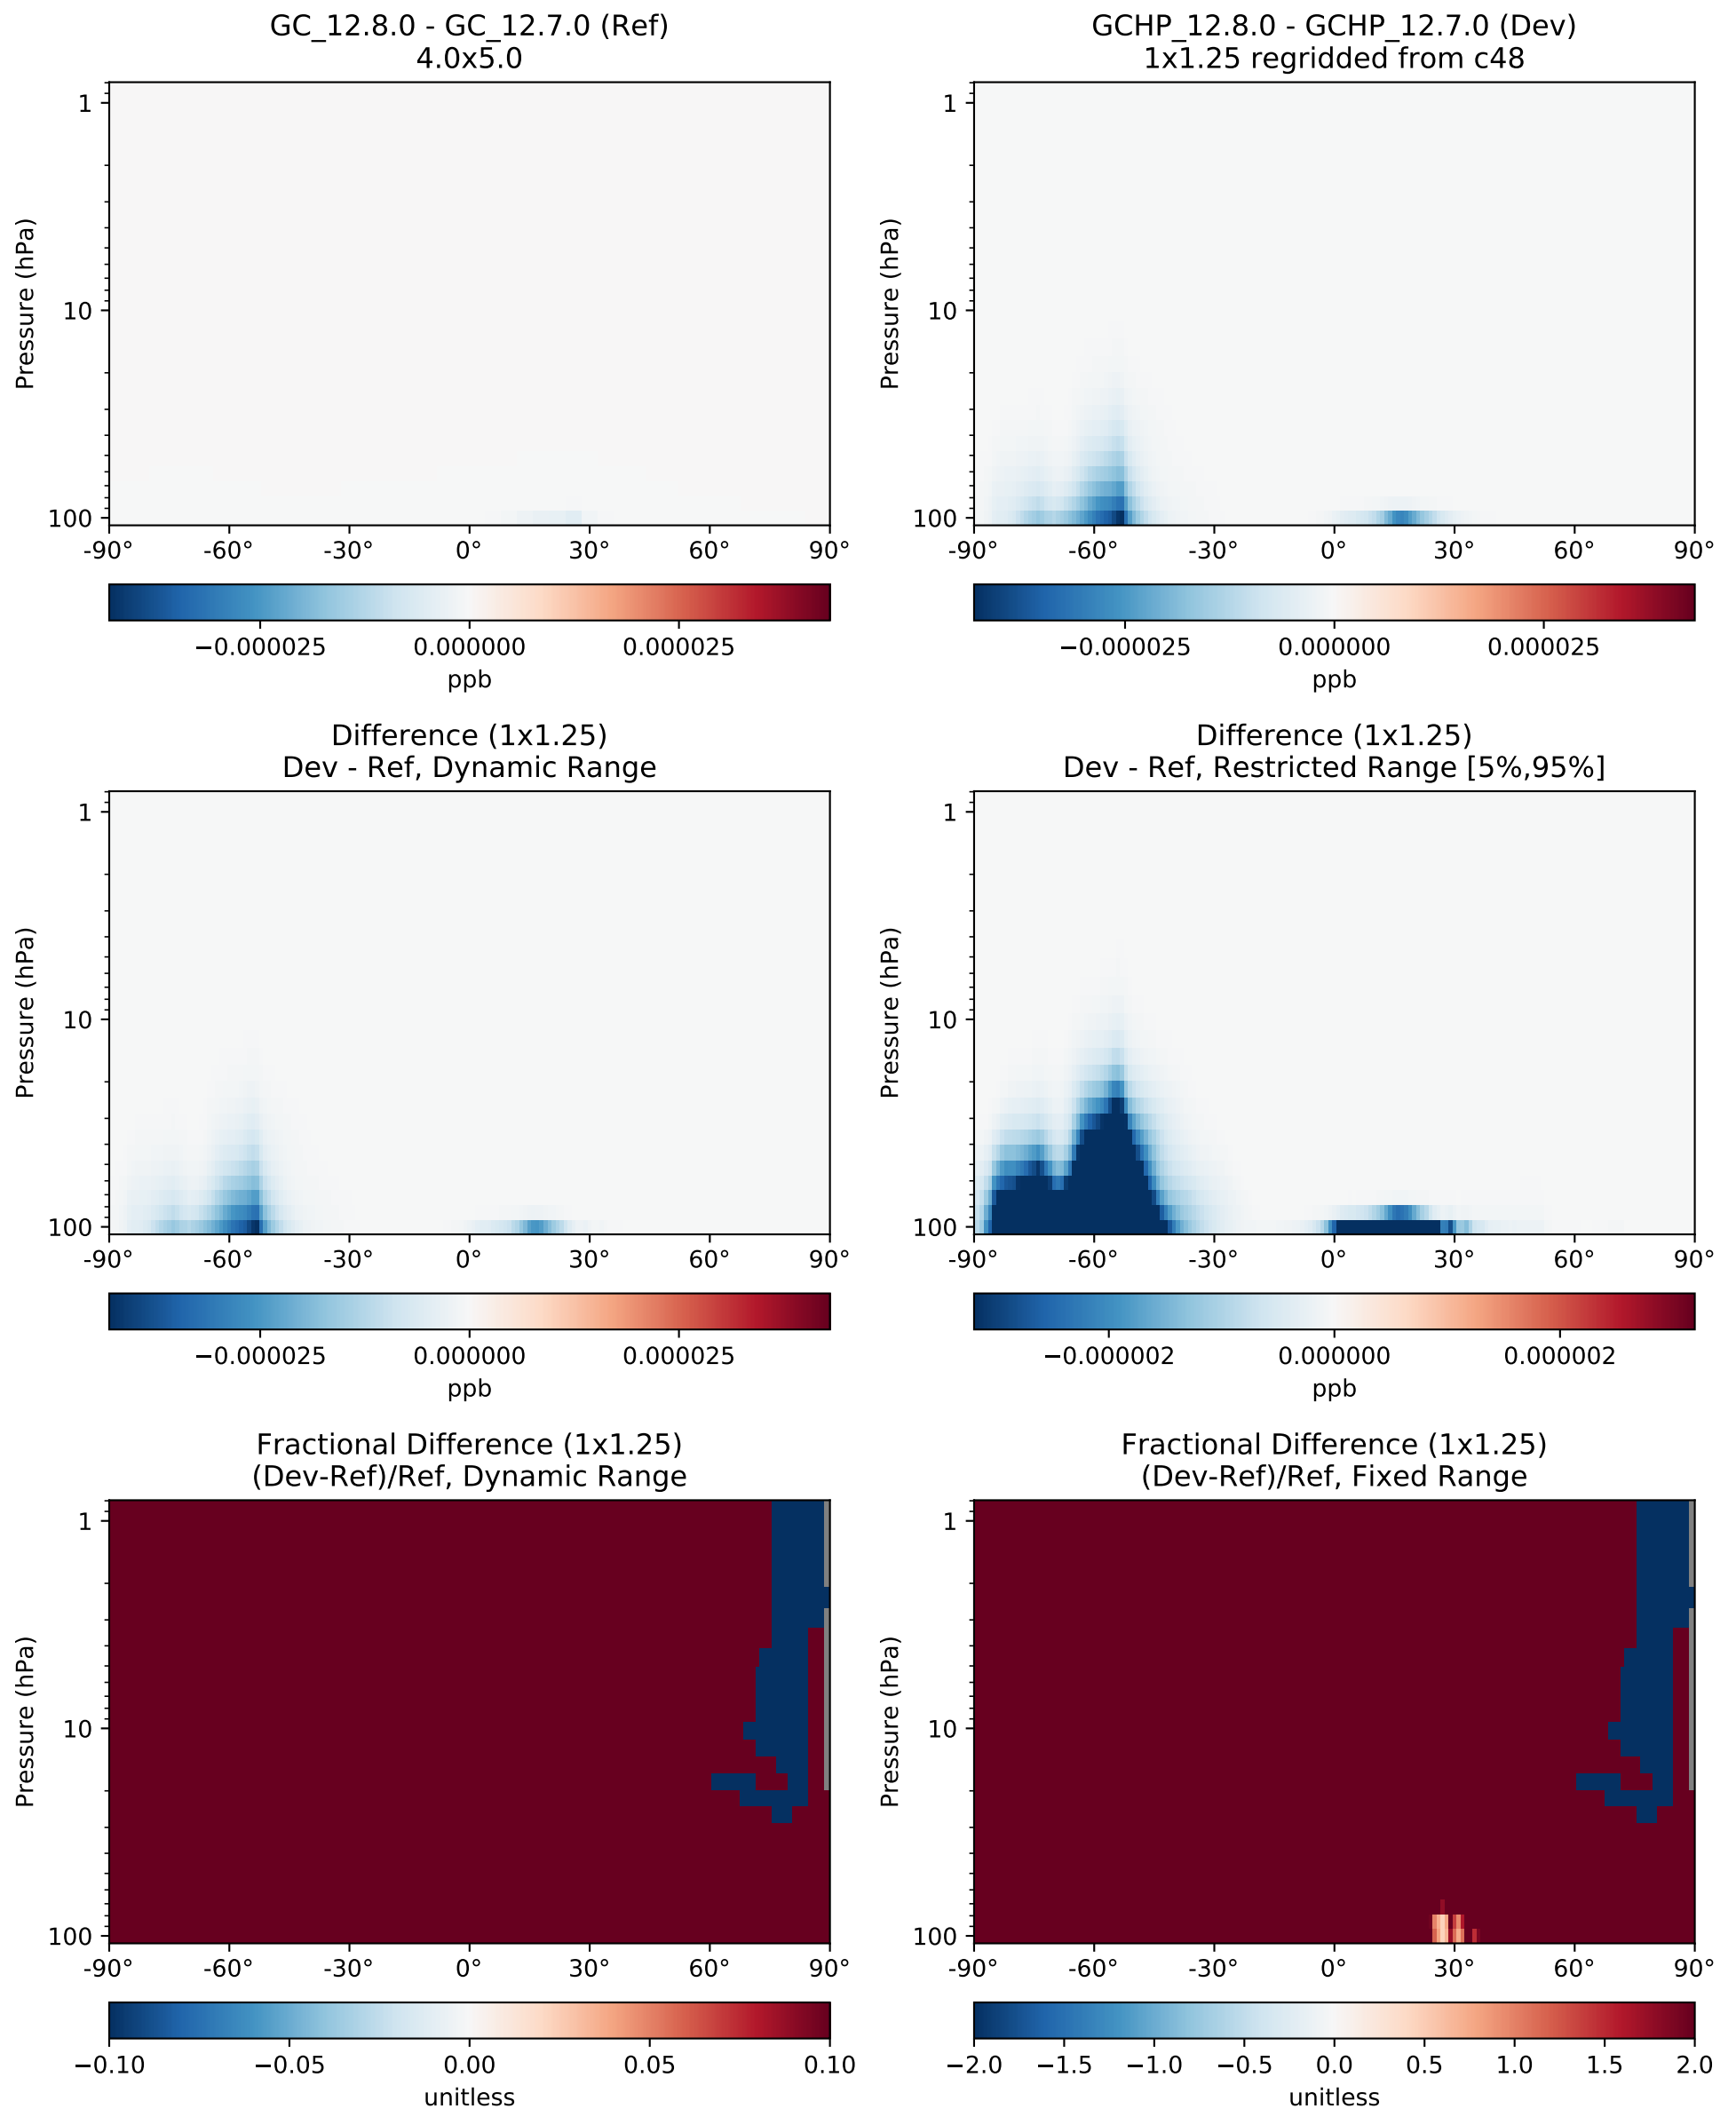 GC_12.8.0 - GC_12.7.0 (Ref)
4.0x5.0
1
10
100
Pressure (hPa)
-90° -60° -30° 0° 30° 60° 90°
−0.000025 0.000000 0.000025
ppb
GCHP_12.8.0 - GCHP_12.7.0 (Dev)
1x1.25 regridded from c48
1
10
100
Pressure (hPa)
-90° -60° -30° 0° 30° 60° 90°
−0.000025 0.000000 0.000025
ppb
Difference (1x1.25)
Dev - Ref, Dynamic Range
1
10
100
Pressure (hPa)
-90° -60° -30° 0° 30° 60° 90°
−0.000025 0.000000 0.000025
ppb
Difference (1x1.25)
Dev - Ref, Restricted Range [5%,95%]
1
10
100
Pressure (hPa)
-90° -60° -30° 0° 30° 60° 90°
−0.000002 0.000000 0.000002
ppb
Fractional Difference (1x1.25)
(Dev-Ref)/Ref, Dynamic Range
1
10
100
Pressure (hPa)
-90° -60° -30° 0° 30° 60° 90°
−0.10 −0.05 0.00 0.05 0.10
unitless
Fractional Difference (1x1.25)
(Dev-Ref)/Ref, Fixed Range
1
10
100
Pressure (hPa)
-90° -60° -30° 0° 30° 60° 90°
−2.0 −1.5 −1.0 −0.5 0.0 0.5 1.0 1.5 2.0
unitless